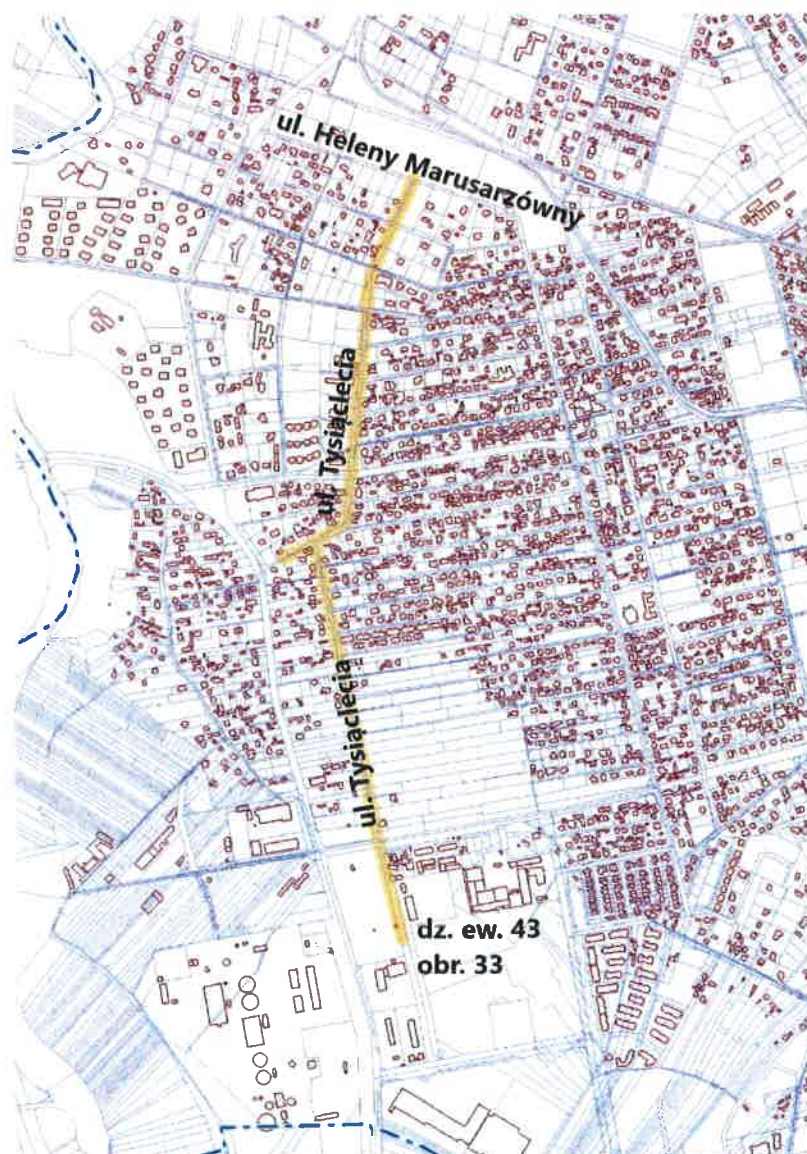 ul. Heleny Marusarzówny
ul. Tysiąclecia
ul. Tysiąclecia
dz. ew. 43
obr. 33